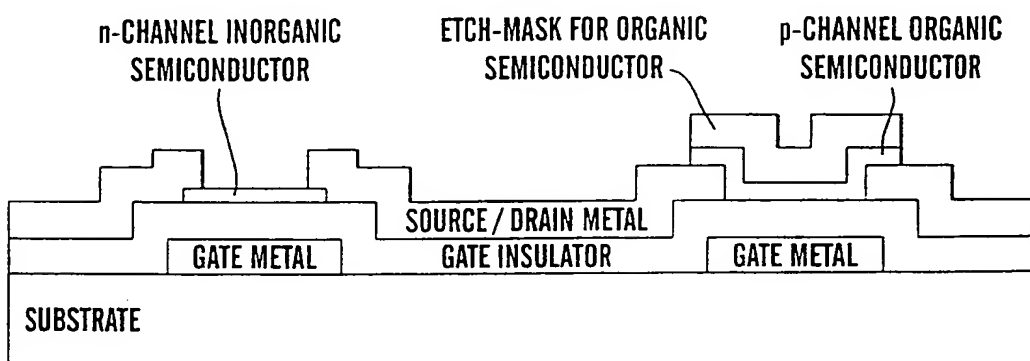 n-CHANNEL INORGANIC
SEMICONDUCTOR
ETCH-MASK FOR ORGANIC
SEMICONDUCTOR
p-CHANNEL ORGANIC
SEMICONDUCTOR
SOURCE / DRAIN METAL
GATE METAL
GATE INSULATOR
GATE METAL
SUBSTRATE